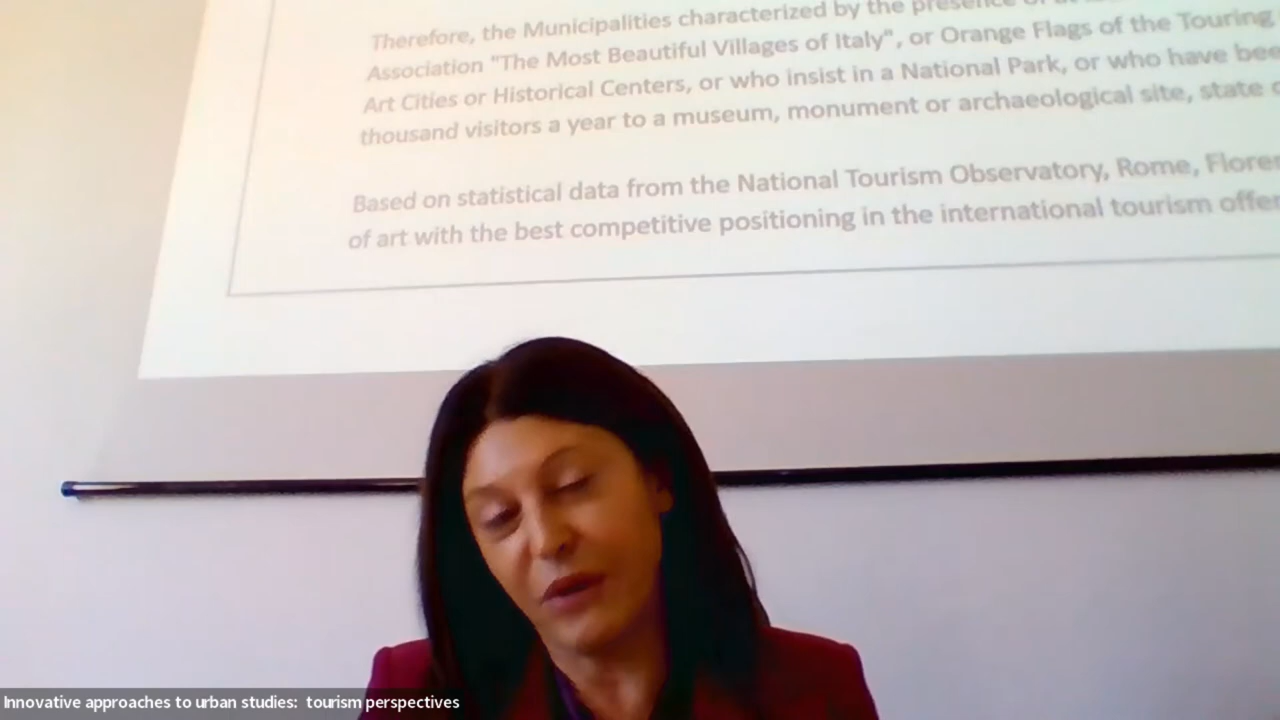 Therefore, the Municipalities characterized by the presence of at
Association "The Most Beautiful Villages of Italy", or Orange Flags of the Touring
Art Cities or Historical Centers, or who insist in a National Park, or who have
thousand visitors a year to a museum, monument or archaeological site, state
Based on statistical data from the National Tourism Observatory, Rome,
of art with the best competitive positioning in the international tourism
Innovative approaches to urban studies: tourism perspectives